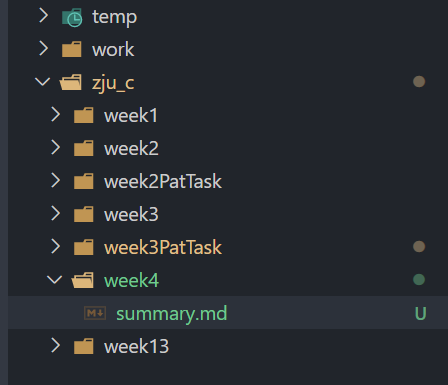 temp
work
zju_c
week1
week2
week2PatTask
week3
week3PatTask
week4
summary.md U
week13